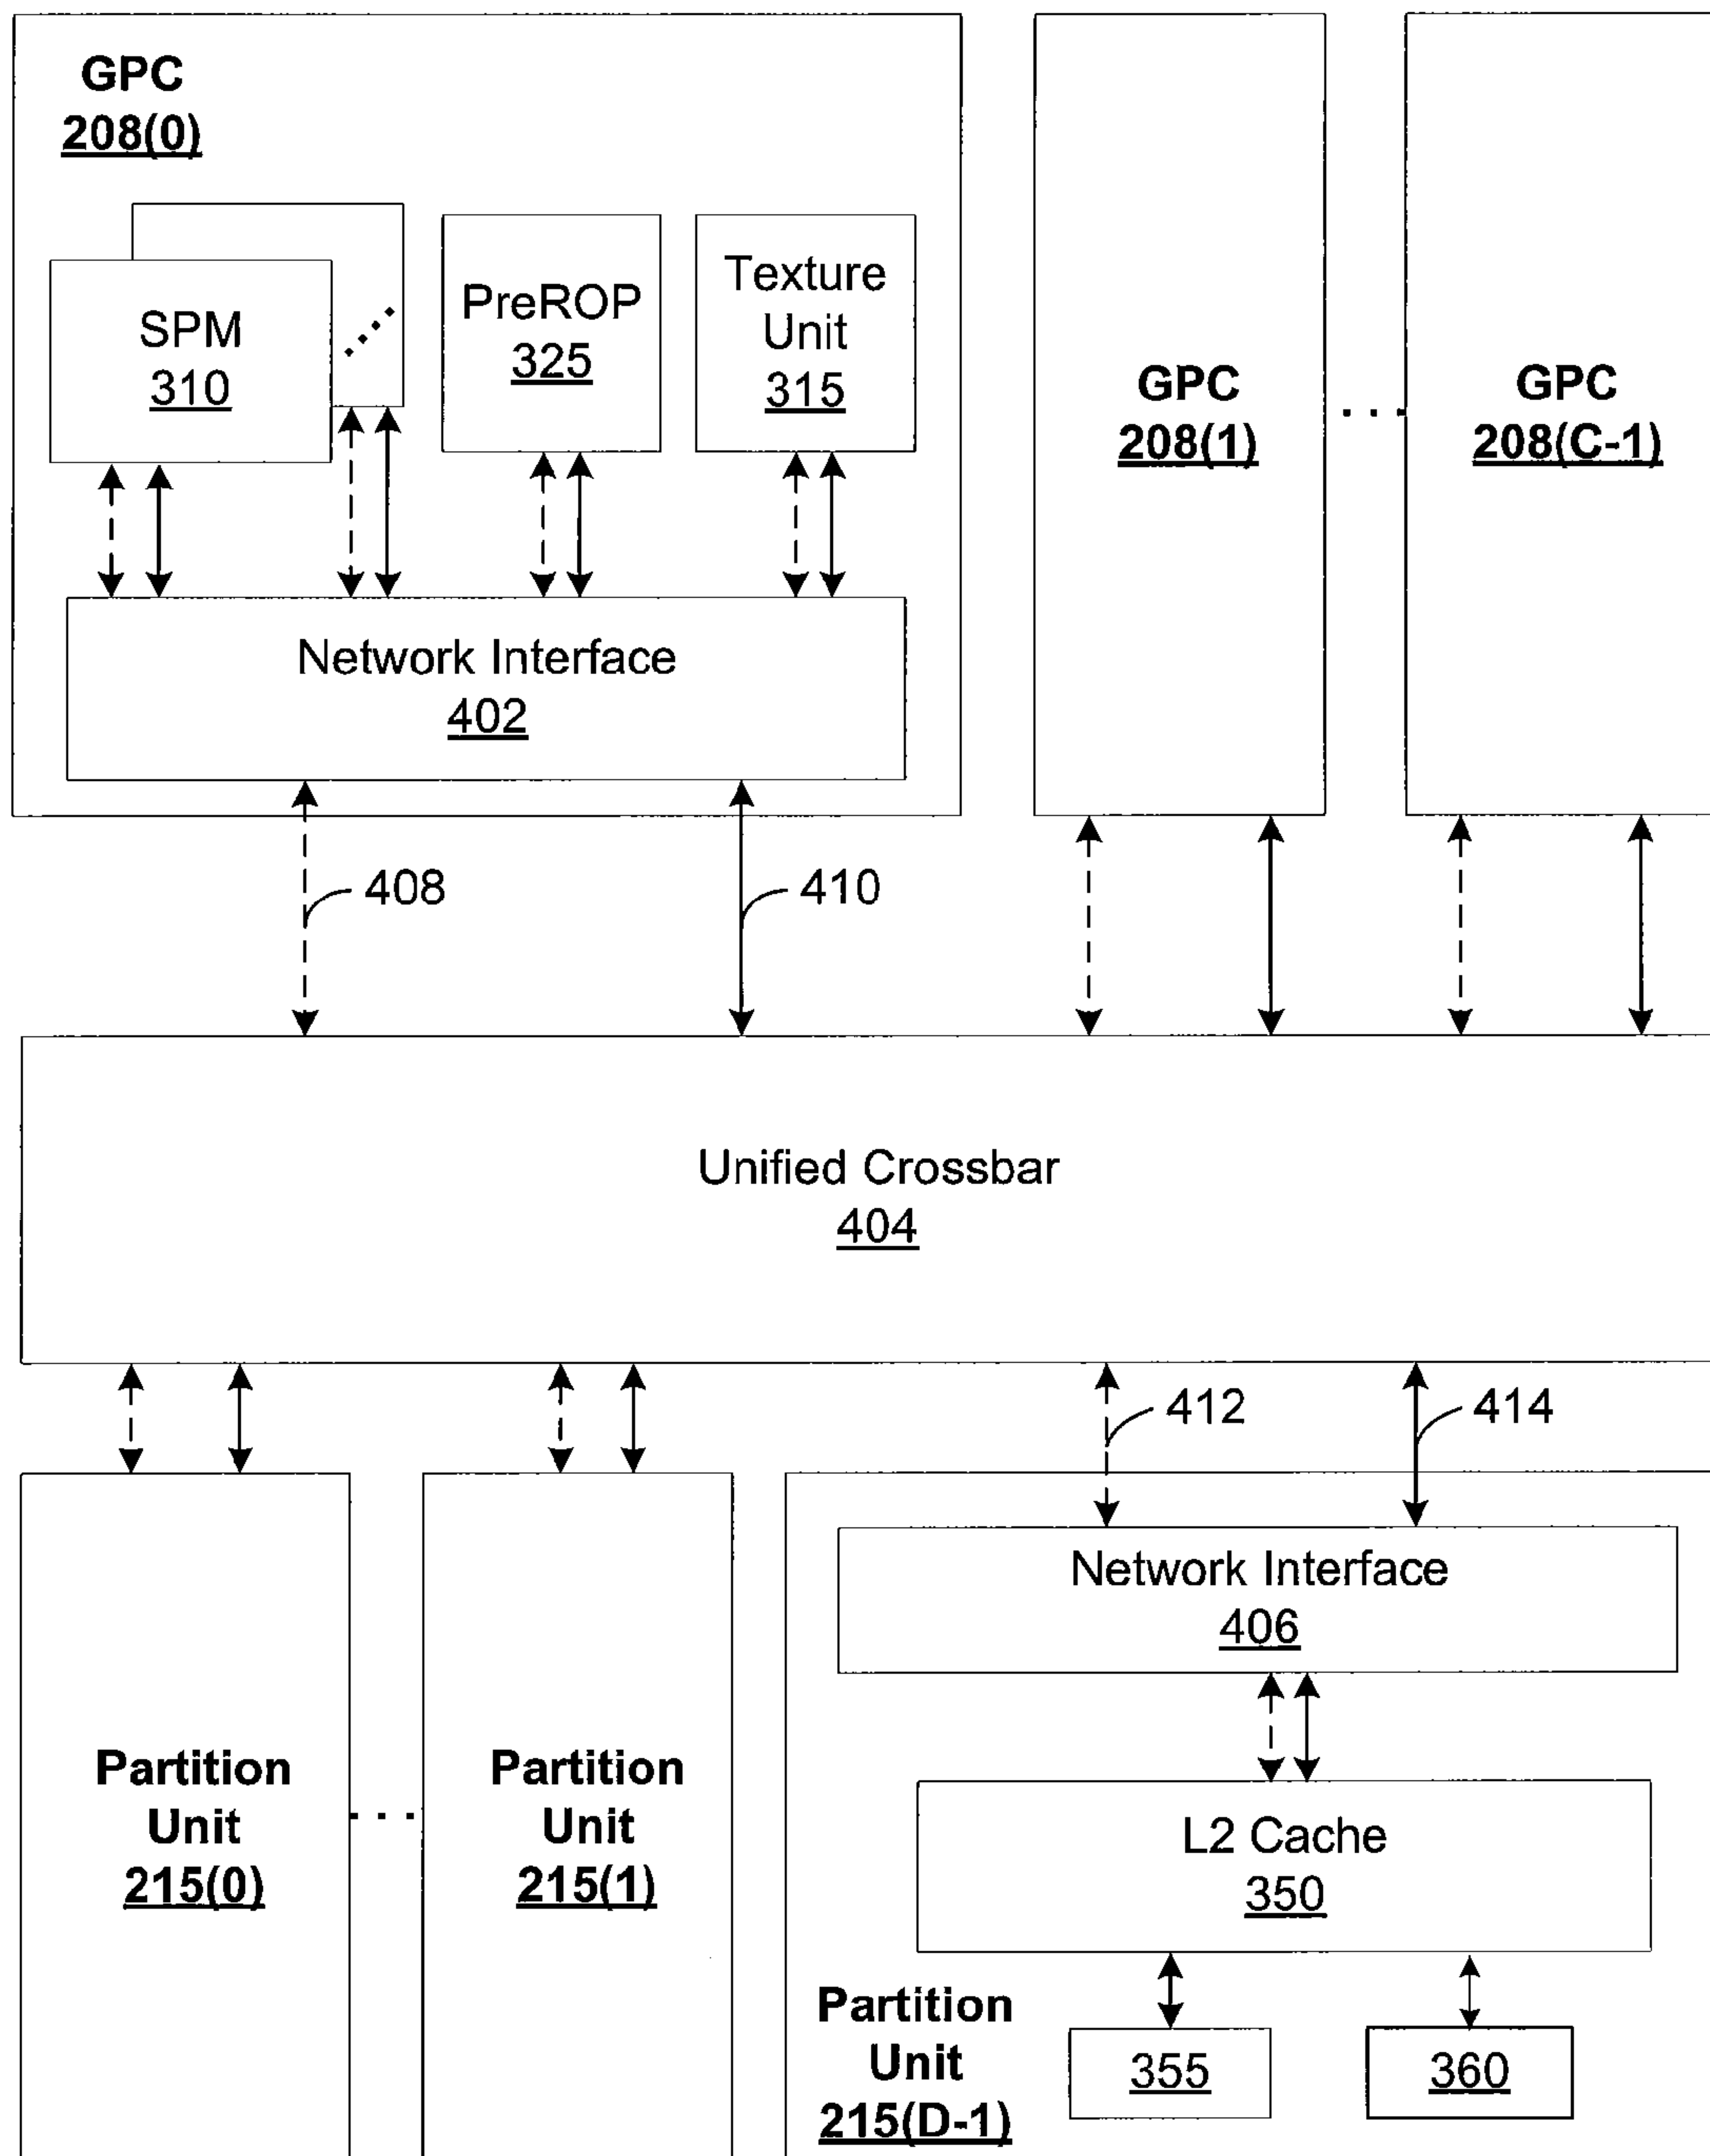 GPC
208(0)
SPM
310
PreROP
325
Texture
Unit
315
Network Interface
402
GPC
208(1)
. . .
GPC
208(C-1)
408
410
Unified Crossbar
404
412
414
Partition
Unit
215(0)
. . .
Partition
Unit
215(1)
Network Interface
406
L2 Cache
350
Partition
Unit
215(D-1)
355
360